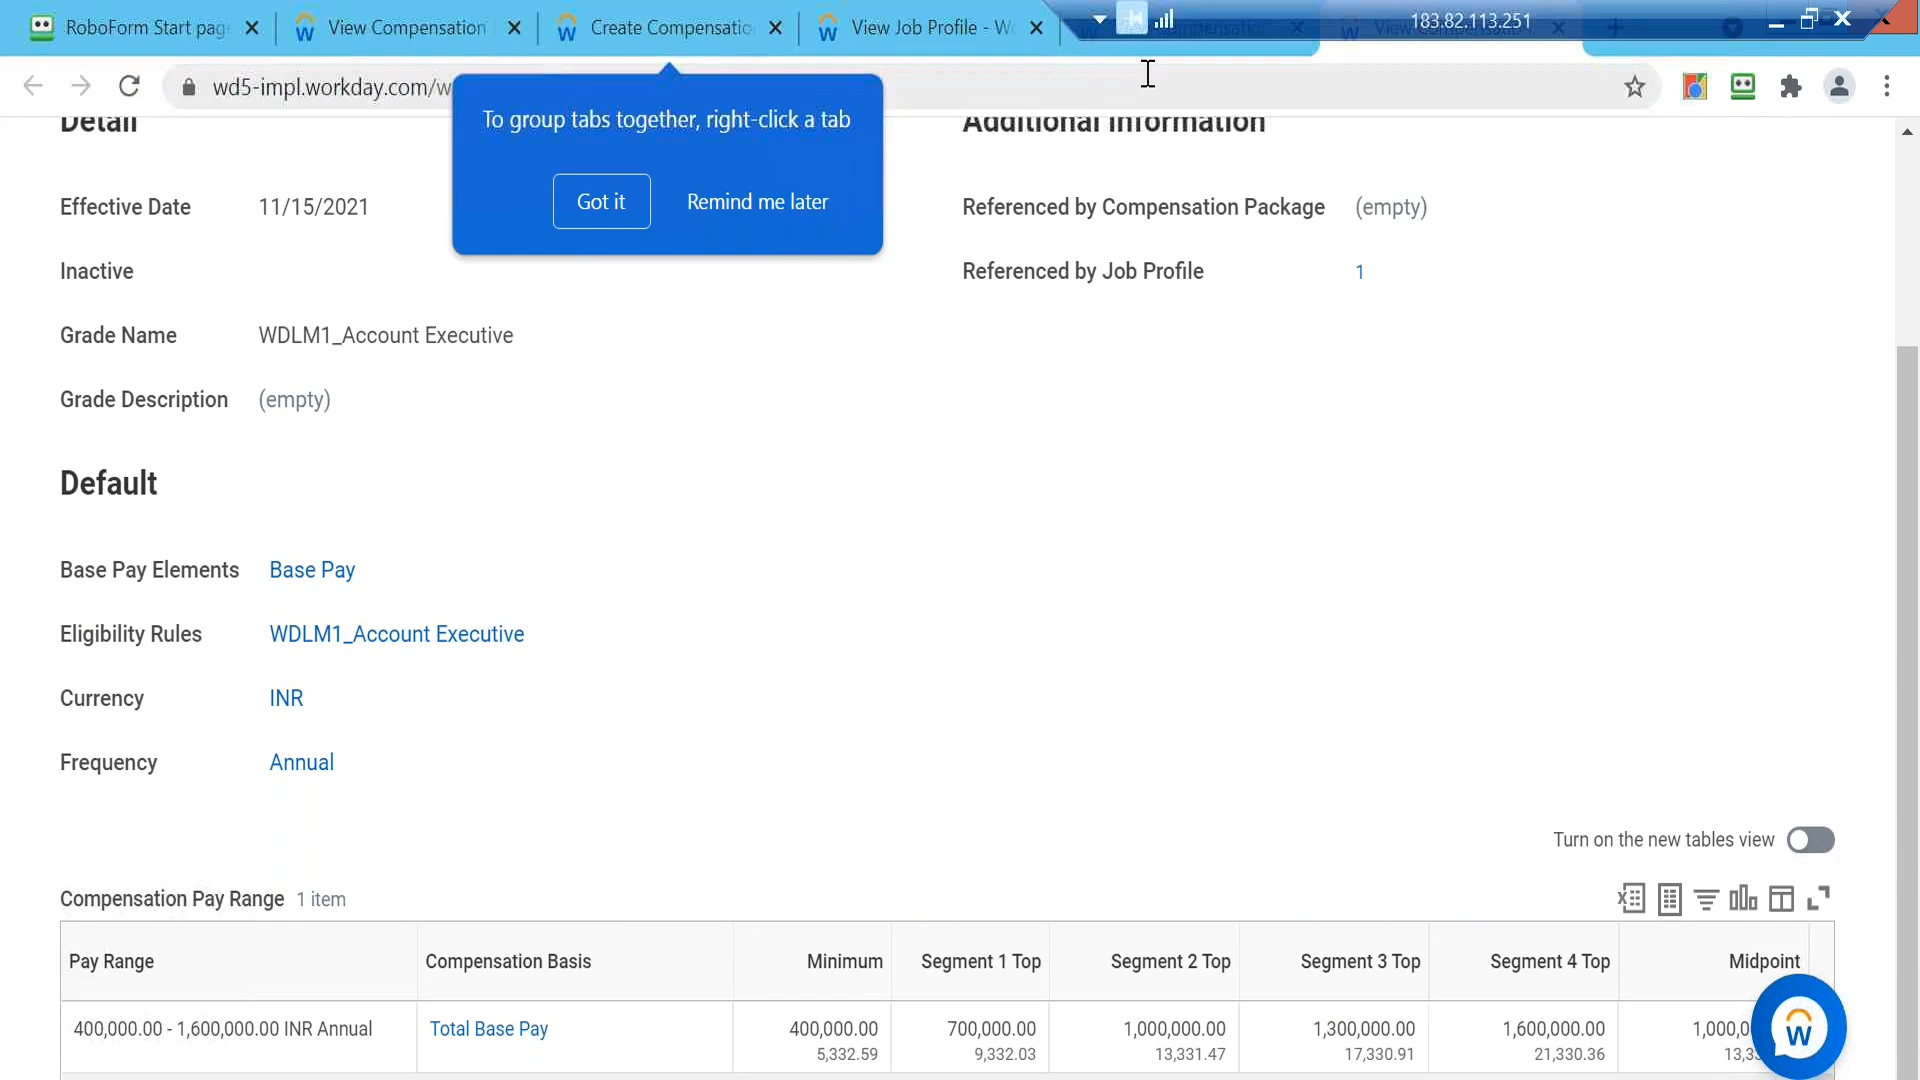 RoboForm Start pag
View Compensation
Create Compensatio
View Job Profile - Wo
183.82.113.251
wd5-impl.workday.com/w
To group tabs together, right-click a tab
Got it
Remind me later
Detail
Additional Information
Effective Date 11/15/2021
Referenced by Compensation Package (empty)
Inactive
Referenced by Job Profile 1
Grade Name WDLM1_Account Executive
Grade Description (empty)
Default
Base Pay Elements Base Pay
Eligibility Rules WDLM1_Account Executive
Currency INR
Frequency Annual
Turn on the new tables view
Compensation Pay Range 1 item
Pay Range Compensation Basis Minimum Segment 1 Top Segment 2 Top Segment 3 Top Segment 4 Top Midpoint
400,000.00 - 1,600,000.00 INR Annual Total Base Pay 400,000.00 700,000.00 1,000,000.00 1,300,000.00 1,600,000.00 1,000,0
5,332.59 9,332.03 13,331.47 17,330.91 21,330.36 13,33